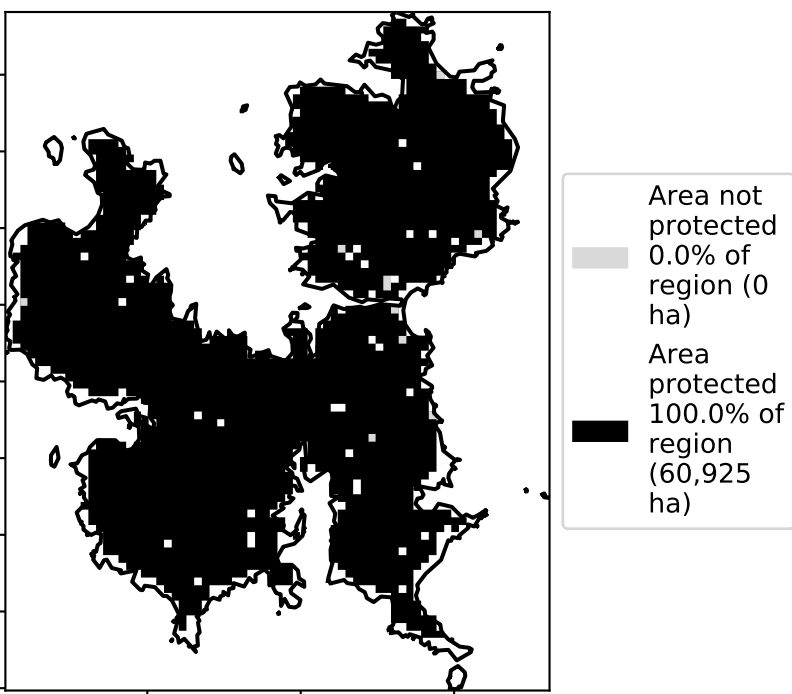 Area not
protected
0.0% of
region (0
ha)
Area
protected
100.0% of
region
(60,925
ha)